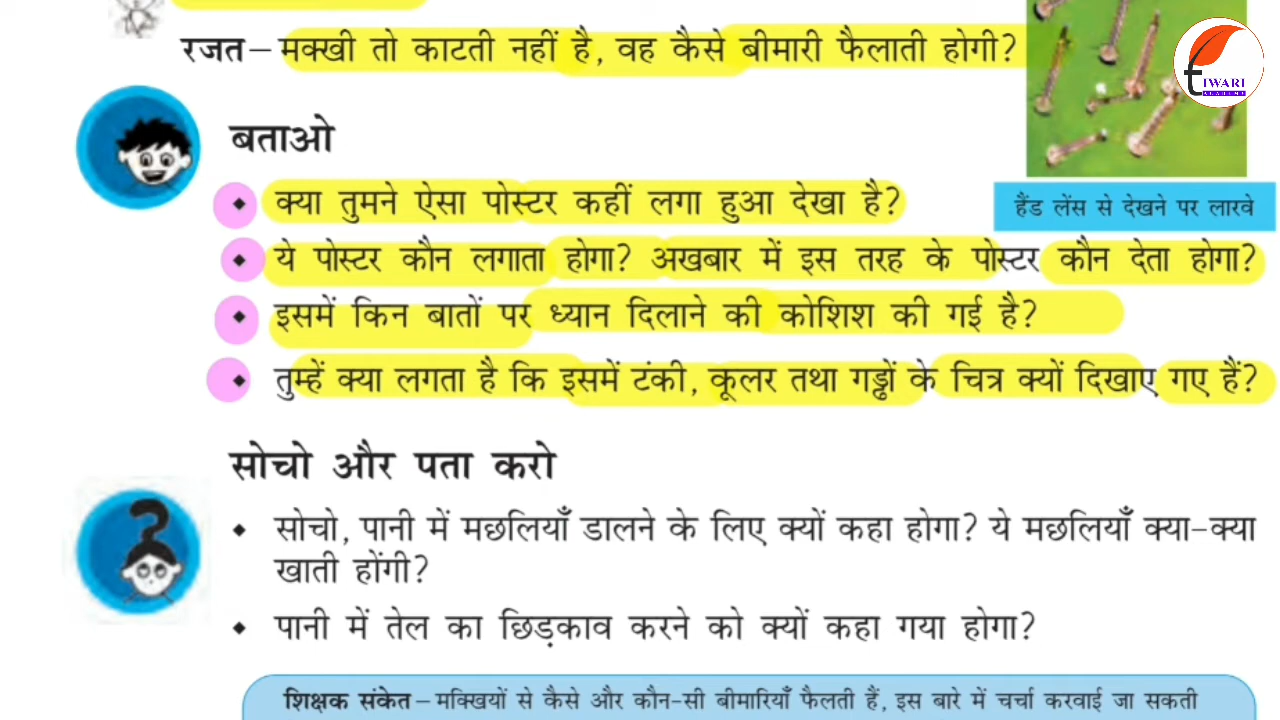 रजत – मक्खी तो काटती नहीं है, वह कैसे बीमारी फैलाती होगी?
tIWARI
ACADEMY
बताओ
◆ क्या तुमने ऐसा पोस्टर कहीं लगा हुआ देखा है?
हैंड लेंस से देखने पर लारवे
◆ ये पोस्टर कौन लगाता होगा? अखबार में इस तरह के पोस्टर कौन देता होगा?
◆ इसमें किन बातों पर ध्यान दिलाने की कोशिश की गई है?
◆ तुम्हें क्या लगता है कि इसमें टंकी, कूलर तथा गड्ढों के चित्र क्यों दिखाए गए हैं?
सोचो और पता करो
◆ सोचो, पानी में मछलियाँ डालने के लिए क्यों कहा होगा? ये मछलियाँ क्या-क्या
खाती होंगी?
◆ पानी में तेल का छिड़काव करने को क्यों कहा गया होगा?
शिक्षक संकेत – मक्खियों से कैसे और कौन-सी बीमारियाँ फैलती हैं, इस बारे में चर्चा करवाई जा सकती